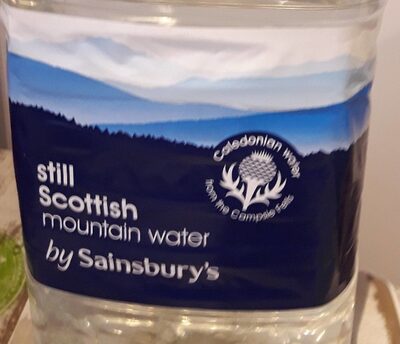 still
Scottish
mountain water
by Sainsbury's
Caledonian water
from the Campsie Fells